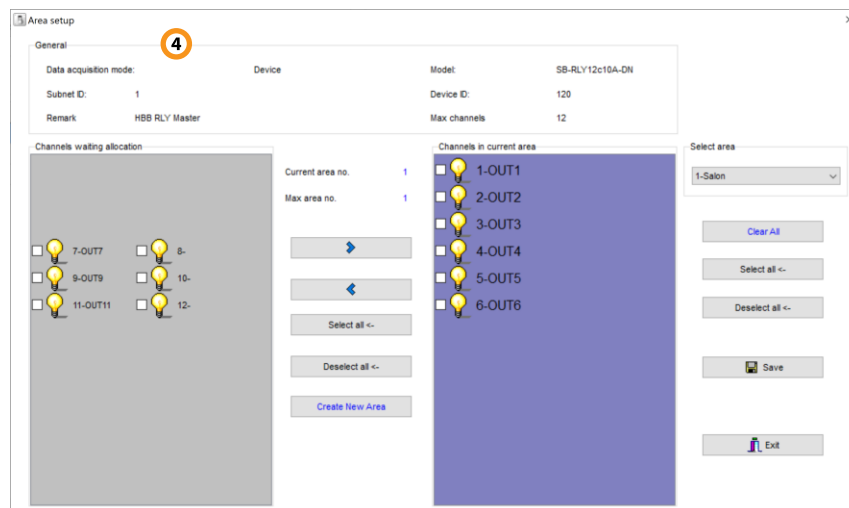 Area setup
4
General
Data acquisition mode: Device Model: SB-RLY12c10A-DN
Subnet ID: 1 Device ID: 120
Remark HBB RLY Master Max channels 12
Channels waiting allocation
7-OUT7 8-
9-OUT9 10-
11-OUT11 12-
Current area no. 1
Max area no. 1
Select all <-
Deselect all <-
Create New Area
Channels in current area
1-OUT1
2-OUT2
3-OUT3
4-OUT4
5-OUT5
6-OUT6
Select area
1-Salon
Clear All
Select all <-
Deselect all <-
Save
Exit